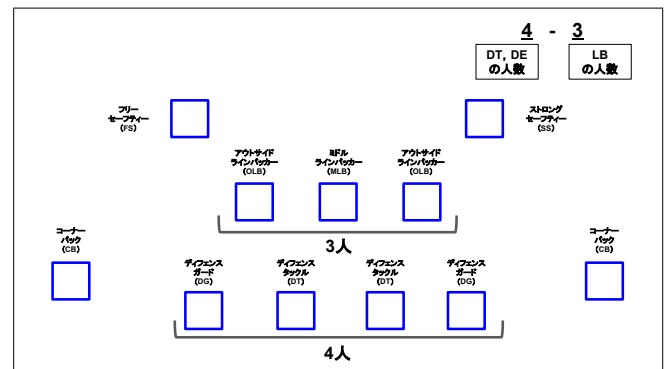 4 - 3
DT, DE
の人数
LB
の人数
フリー
セーフティー
(FS)
ストロング
セーフティー
(SS)
アウトサイド
ラインバッカー
(OLB)
ミドル
ラインバッカー
(MLB)
アウトサイド
ラインバッカー
(OLB)
3人
コーナー
バック
(CB)
コーナー
バック
(CB)
ディフェンス
ガード
(DG)
ディフェンス
タックル
(DT)
ディフェンス
タックル
(DT)
ディフェンス
ガード
(DG)
4人